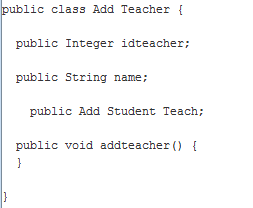 public class Add Teacher {
public Integer idteacher;
public String name;
public Add Student Teach;
public void addteacher() {
}
}